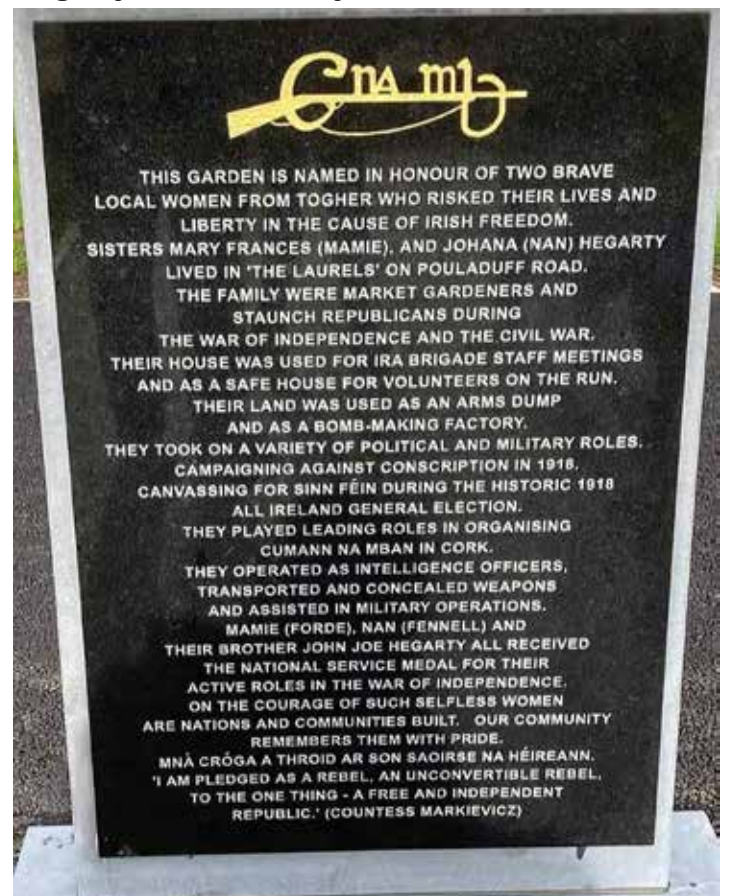 C na mB
THIS GARDEN IS NAMED IN HONOUR OF TWO BRAVE
LOCAL WOMEN FROM TOGHER WHO RISKED THEIR LIVES AND
LIBERTY IN THE CAUSE OF IRISH FREEDOM.
SISTERS MARY FRANCES (MAMIE), AND JOHANA (NAN) HEGARTY
LIVED IN 'THE LAURELS' ON POULADUFF ROAD.
THE FAMILY WERE MARKET GARDENERS AND
STAUNCH REPUBLICANS DURING
THE WAR OF INDEPENDENCE AND THE CIVIL WAR.
THEIR HOUSE WAS USED FOR IRA BRIGADE STAFF MEETINGS
AND AS A SAFE HOUSE FOR VOLUNTEERS ON THE RUN.
THEIR LAND WAS USED AS AN ARMS DUMP
AND AS A BOMB-MAKING FACTORY.
THEY TOOK ON A VARIETY OF POLITICAL AND MILITARY ROLES.
CAMPAIGNING AGAINST CONSCRIPTION IN 1918.
CANVASSING FOR SINN FÉIN DURING THE HISTORIC 1918
ALL IRELAND GENERAL ELECTION.
THEY PLAYED LEADING ROLES IN ORGANISING
CUMANN NA MBAN IN CORK.
THEY OPERATED AS INTELLIGENCE OFFICERS,
TRANSPORTED AND CONCEALED WEAPONS
AND ASSISTED IN MILITARY OPERATIONS.
MAMIE (FORDE), NAN (FENNELL) AND
THEIR BROTHER JOHN JOE HEGARTY ALL RECEIVED
THE NATIONAL SERVICE MEDAL FOR THEIR
ACTIVE ROLES IN THE WAR OF INDEPENDENCE.
ON THE COURAGE OF SUCH SELFLESS WOMEN
ARE NATIONS AND COMMUNITIES BUILT. OUR COMMUNITY
REMEMBERS THEM WITH PRIDE.
MNÀ CRÓGA A THROID AR SON SAOIRSE NA HÉIREANN.
'I AM PLEDGED AS A REBEL, AN UNCONVERTIBLE REBEL,
TO THE ONE THING - A FREE AND INDEPENDENT
REPUBLIC.' (COUNTESS MARKIEVICZ)